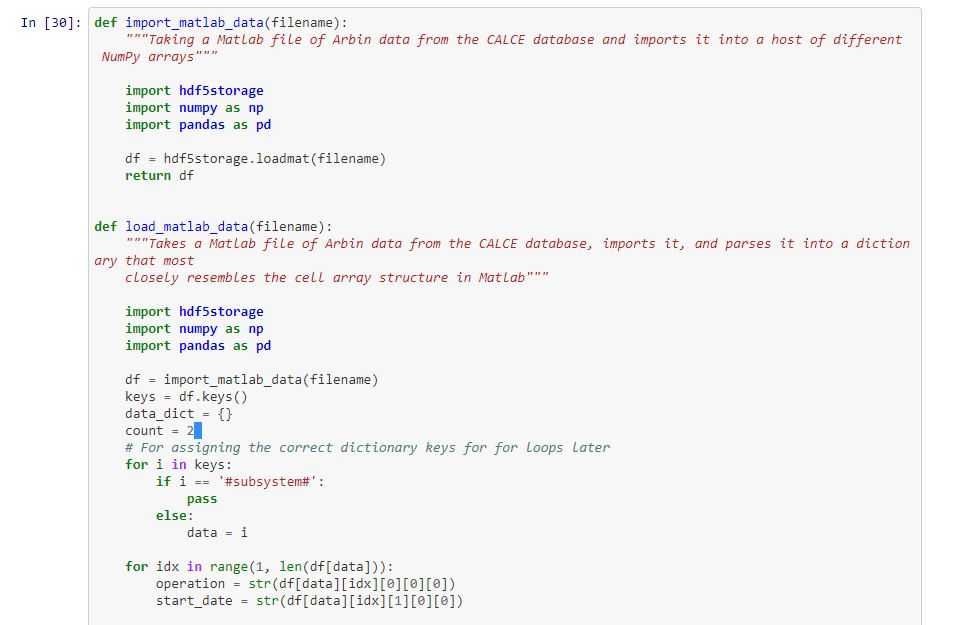 In [30]: def import_matlab_data(filename):
"""Taking a Matlab file of Arbin data from the CALCE database and imports it into a host of different
NumPy arrays"""
import hdf5storage
import numpy as np
import pandas as pd
df = hdf5storage.loadmat(filename)
return df
def load_matlab_data(filename):
"""Takes a Matlab file of Arbin data from the CALCE database, imports it, and parses it into a diction
ary that most
closely resembles the cell array structure in Matlab"""
import hdf5storage
import numpy as np
import pandas as pd
df = import_matlab_data(filename)
keys = df.keys()
data_dict = {}
count = 2
# For assigning the correct dictionary keys for for loops later
for i in keys:
if i == '#subsystem#':
pass
else:
data = i
for idx in range(1, len(df[data])):
operation = str(df[data][idx][0][0][0])
start_date = str(df[data][idx][1][0][0])